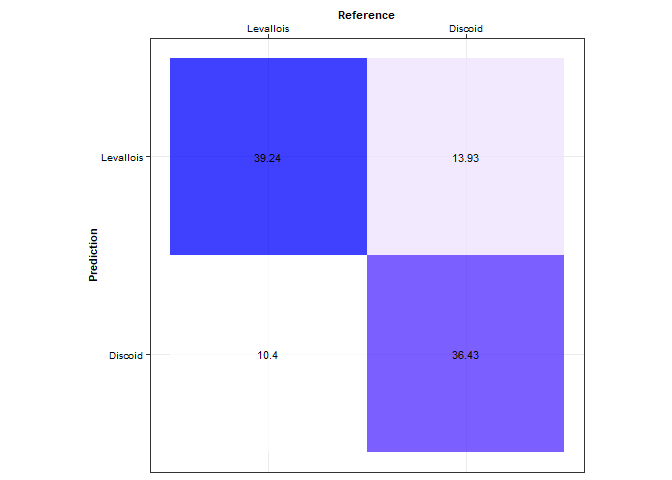 Reference
Levallois Discoid
Levallois 39.24 13.93
Prediction
Discoid 10.4 36.43